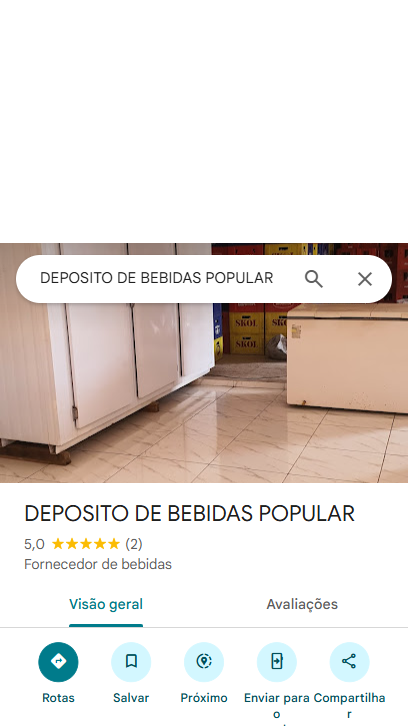 DEPOSITO DE BEBIDAS POPULAR
SKOL
SKOL
DEPOSITO DE BEBIDAS POPULAR
5,0 (2)
Fornecedor de bebidas
Visão geral
Avaliações
Rotas
Salvar
Próximo
Enviar para o
Compartilhar